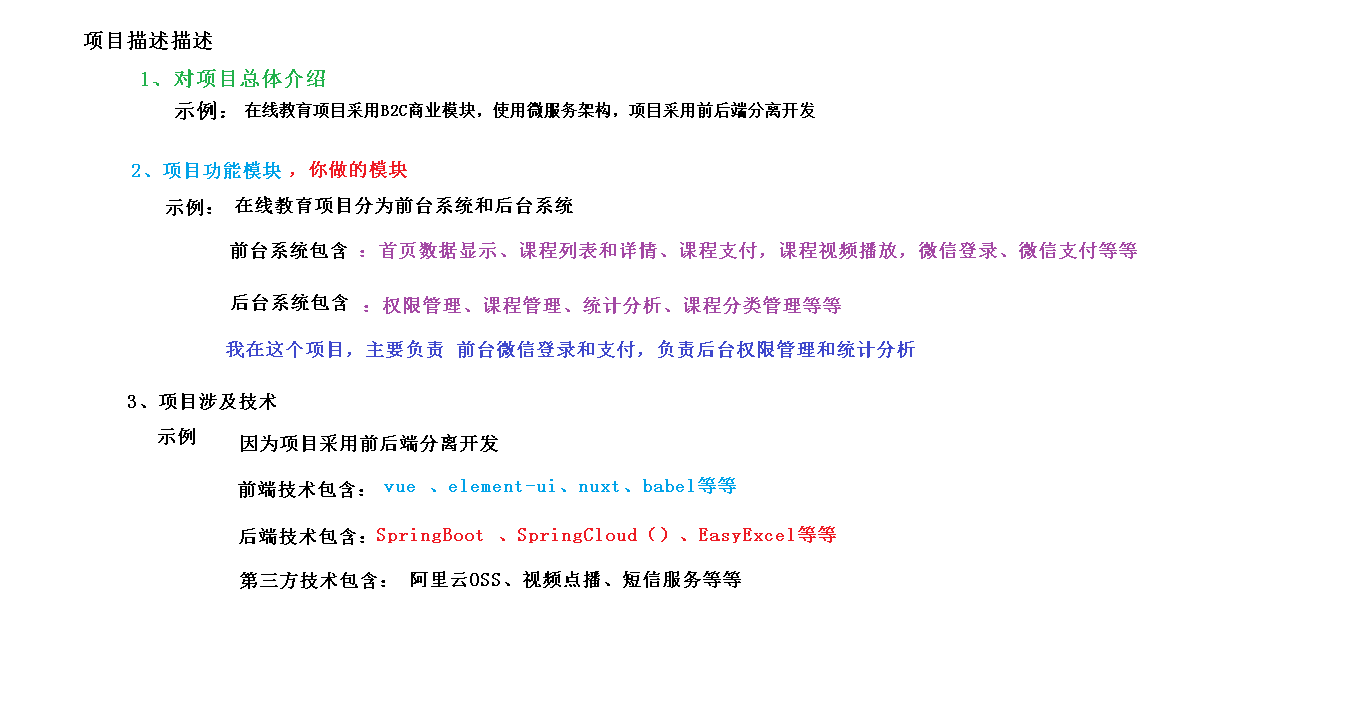 项目描述描述
1、对项目总体介绍
示例： 在线教育项目采用B2C商业模块，使用微服务架构，项目采用前后端分离开发
2、项目功能模块 ，你做的模块
示例： 在线教育项目分为前台系统和后台系统
前台系统包含 ：首页数据显示、课程列表和详情、课程支付，课程视频播放，微信登录、微信支付等等
后台系统包含 ：权限管理、课程管理、统计分析、课程分类管理等等
我在这个项目，主要负责 前台微信登录和支付，负责后台权限管理和统计分析
3、项目涉及技术
示例 因为项目采用前后端分离开发
前端技术包含： vue 、element-ui、nuxt、babel等等
后端技术包含：SpringBoot 、SpringCloud（）、EasyExcel等等
第三方技术包含： 阿里云OSS、视频点播、短信服务等等